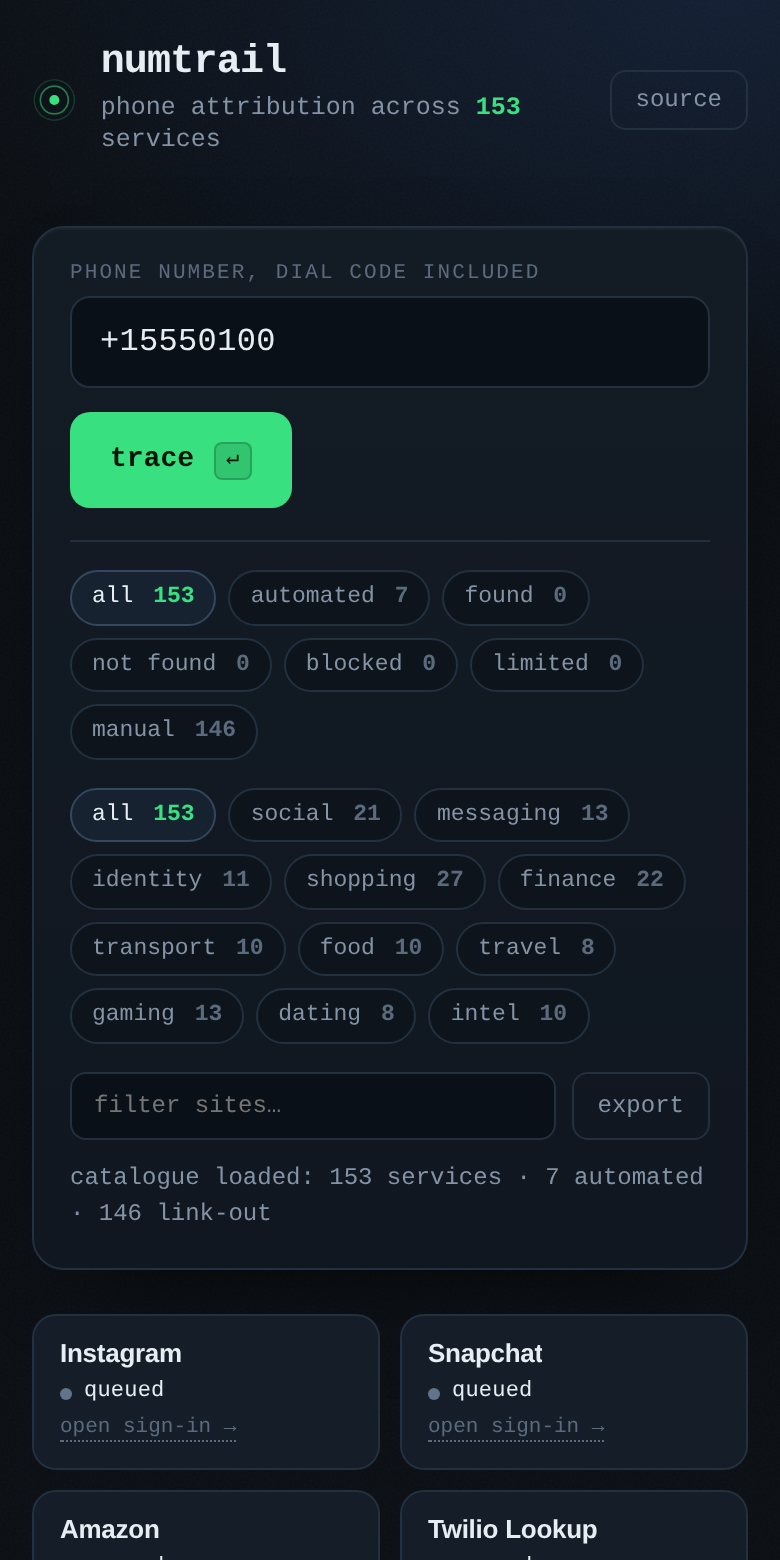 numtrail
phone attribution across 153
services
source
PHONE NUMBER, DIAL CODE INCLUDED
+15550100
trace ↵
all 153 automated 7 found 0
not found 0 blocked 0 limited 0
manual 146
all 153 social 21 messaging 13
identity 11 shopping 27 finance 22
transport 10 food 10 travel 8
gaming 13 dating 8 intel 10
filter sites… export
catalogue loaded: 153 services · 7 automated
· 146 link-out
Instagram
queued
open sign-in →
Snapchat
queued
open sign-in →
Amazon
Twilio Lookup